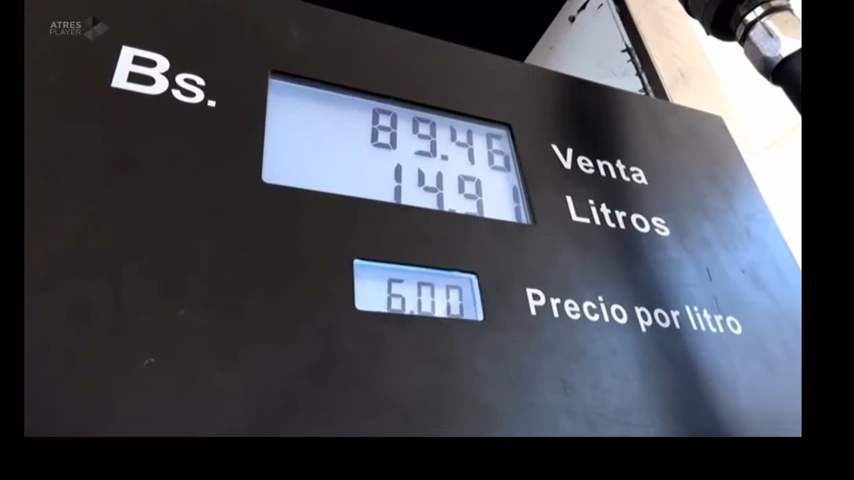 ATRES
PLAYER
Bs.
89.46
Venta
14.91
Litros
6.00
Precio por litro